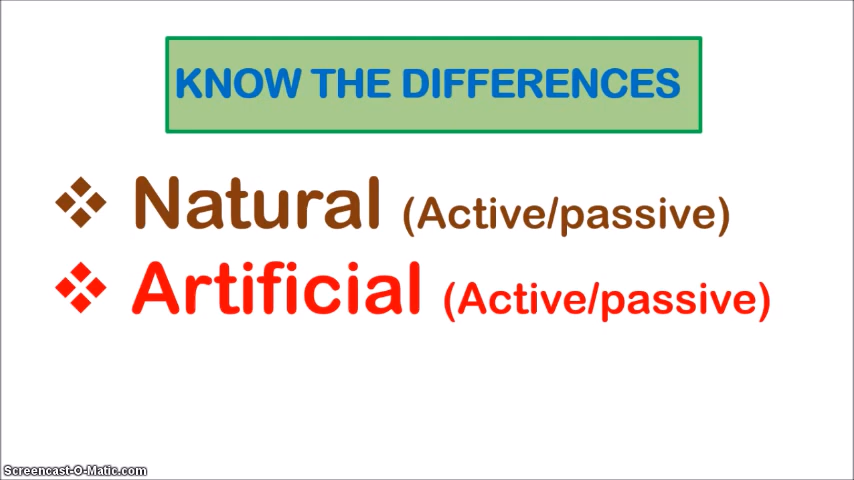 KNOW THE DIFFERENCES
Natural (Active/passive)
Artificial (Active/passive)
Screencast-O-Matic.com